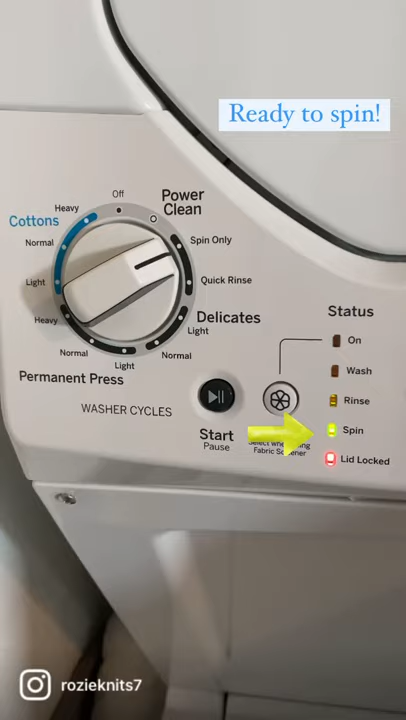 Ready to spin!
Off
Power
Clean
Heavy
Cottons
Normal
Light
Spin Only
Quick Rinse
Heavy
Delicates
Light
Normal
Light
Normal
Permanent Press
WASHER CYCLES
Start
Pause
Fabric Softener
Status
On
Wash
Rinse
Spin
Lid Locked
rozieknits7